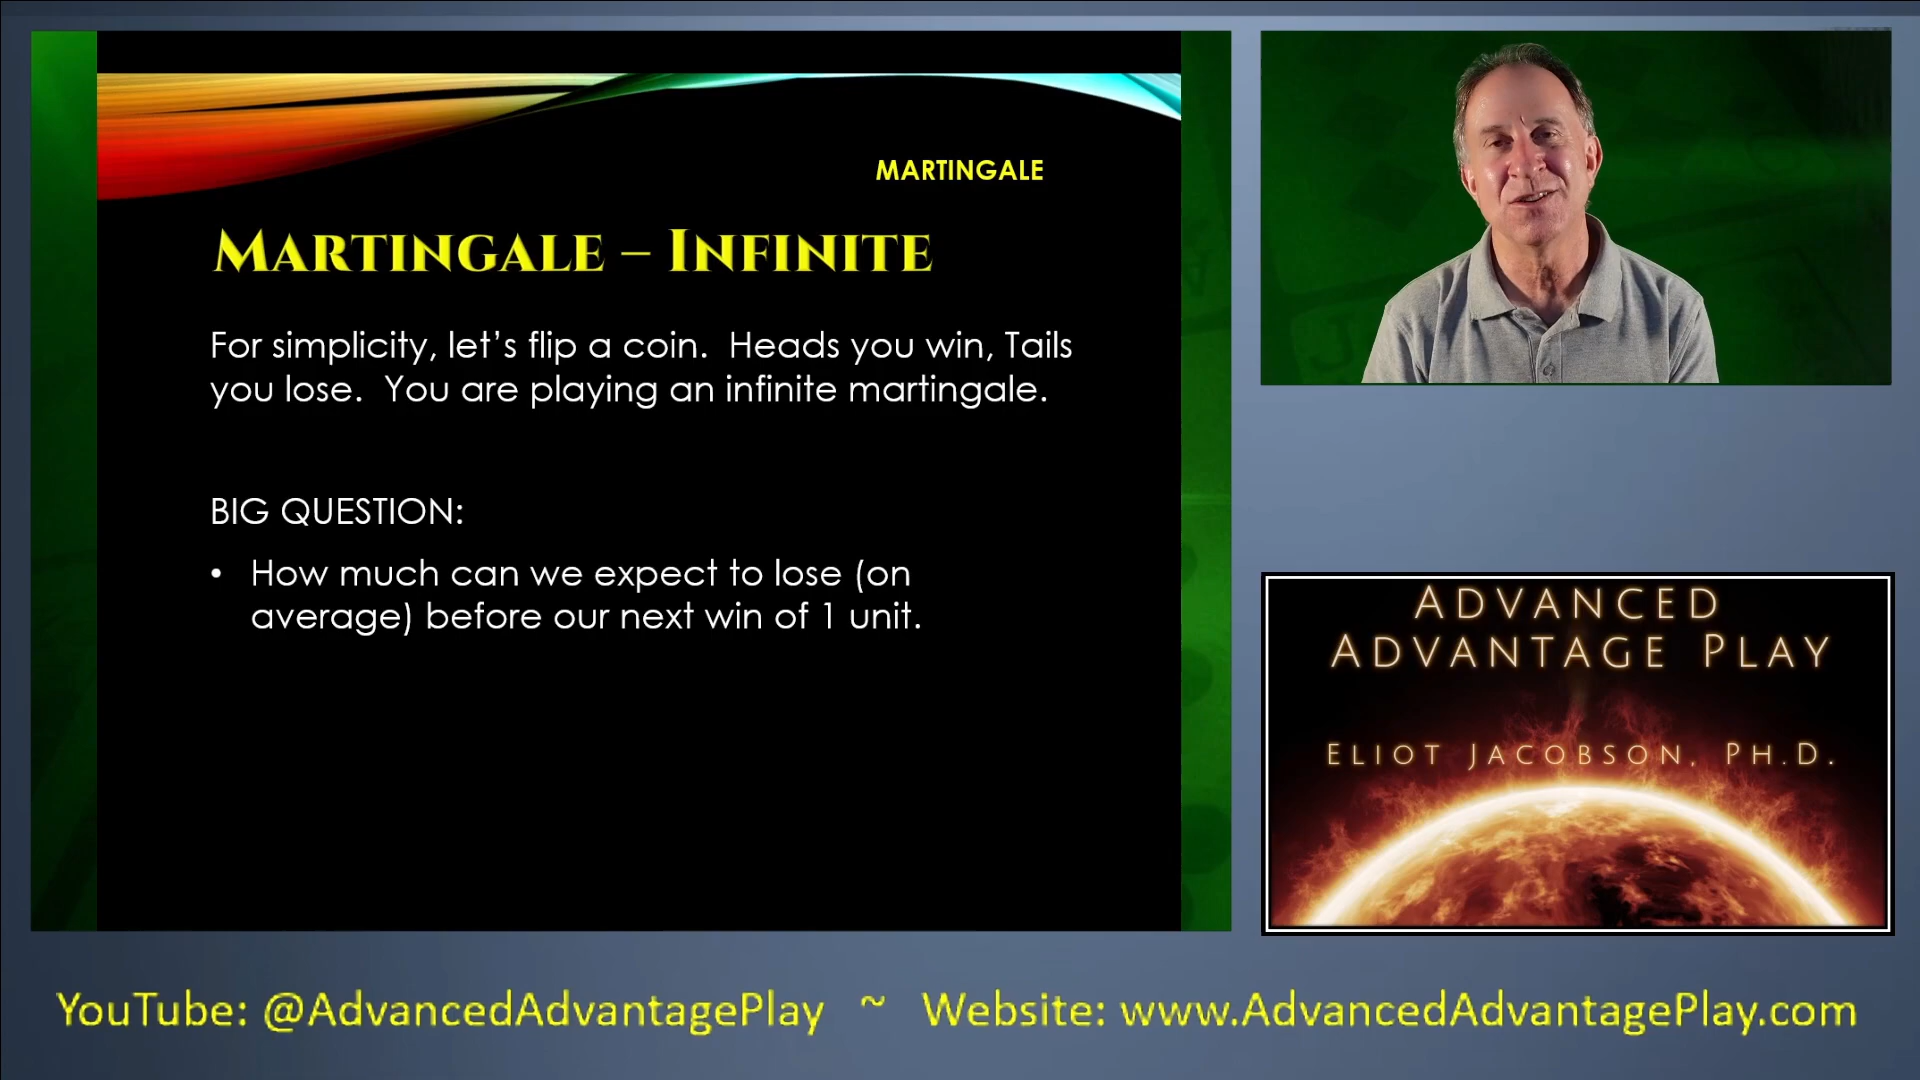 MARTINGALE
MARTINGALE – INFINITE
For simplicity, let's flip a coin.  Heads you win, Tails
you lose.  You are playing an infinite martingale.
BIG QUESTION:
• How much can we expect to lose (on
average) before our next win of 1 unit.
ADVANCED
ADVANTAGE PLAY
ELIOT JACOBSON, PH.D.
YouTube: @AdvancedAdvantagePlay ~ Website: www.AdvancedAdvantagePlay.com